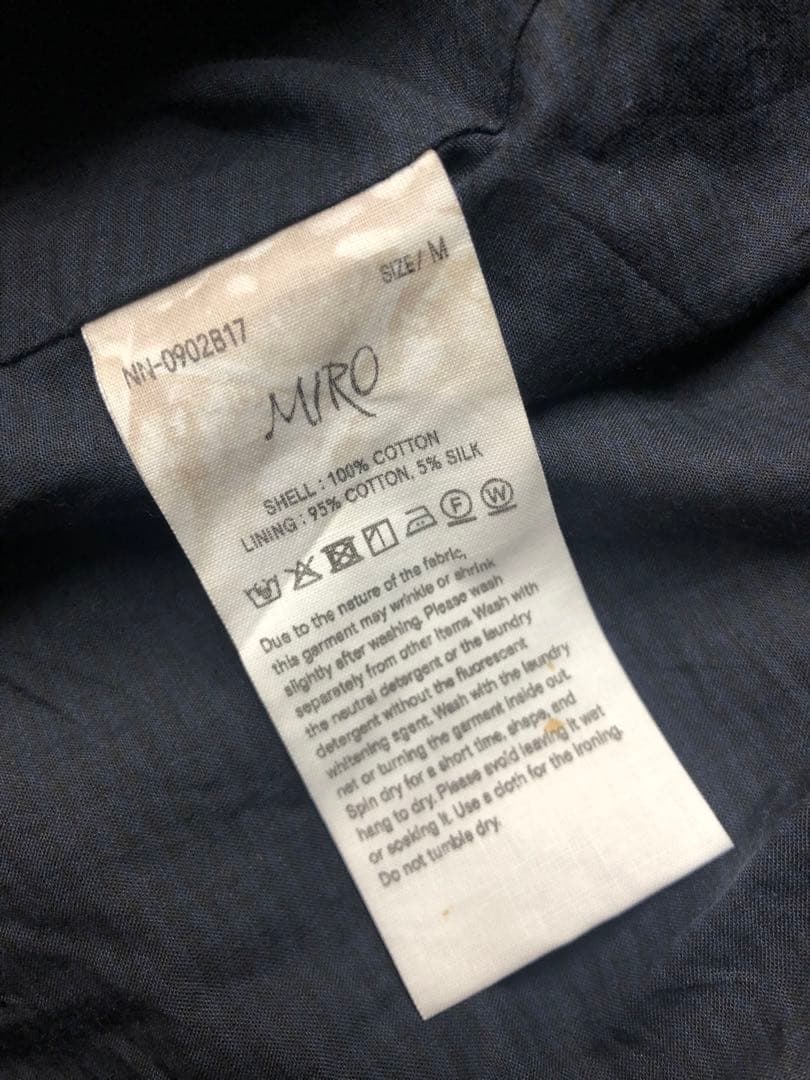 NN-0902B17 SIZE/ M
MIRO
SHELL : 100% COTTON
LINING : 95% COTTON, 5% SILK
F W
Due to the nature of the fabric,
this garment may wrinkle or shrink
slightly after washing. Please wash
separately from other items. Wash with
the neutral detergent or the laundry
detergent without the fluorescent
whitening agent. Wash with the laundry
net or turning the garment inside out.
Spin dry for a short time, shape, and
hang to dry. Please avoid leaving it wet
or soaking it. Use a cloth for the ironing.
Do not tumble dry.